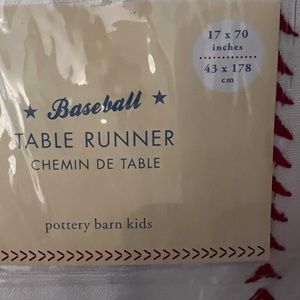 17 x 70
inches
43 x 178
cm
★ Baseball ★
TABLE RUNNER
CHEMIN DE TABLE
pottery barn kids